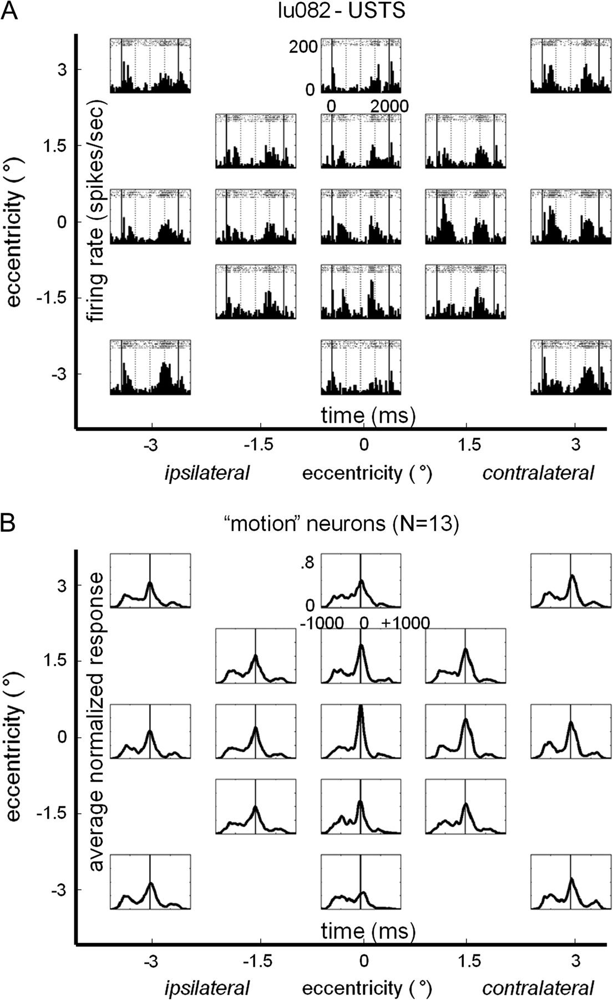 A
lu082 - USTS
200
0
0 2000
3
1.5
0
-1.5
-3
eccentricity (°)
firing rate (spikes/sec)
time (ms)
-3 -1.5 0 1.5 3
ipsilateral eccentricity (°) contralateral
B
“motion” neurons (N=13)
.8
0
-1000 0 +1000
3
1.5
0
-1.5
-3
eccentricity (°)
average normalized response
time (ms)
-3 -1.5 0 1.5 3
ipsilateral eccentricity (°) contralateral